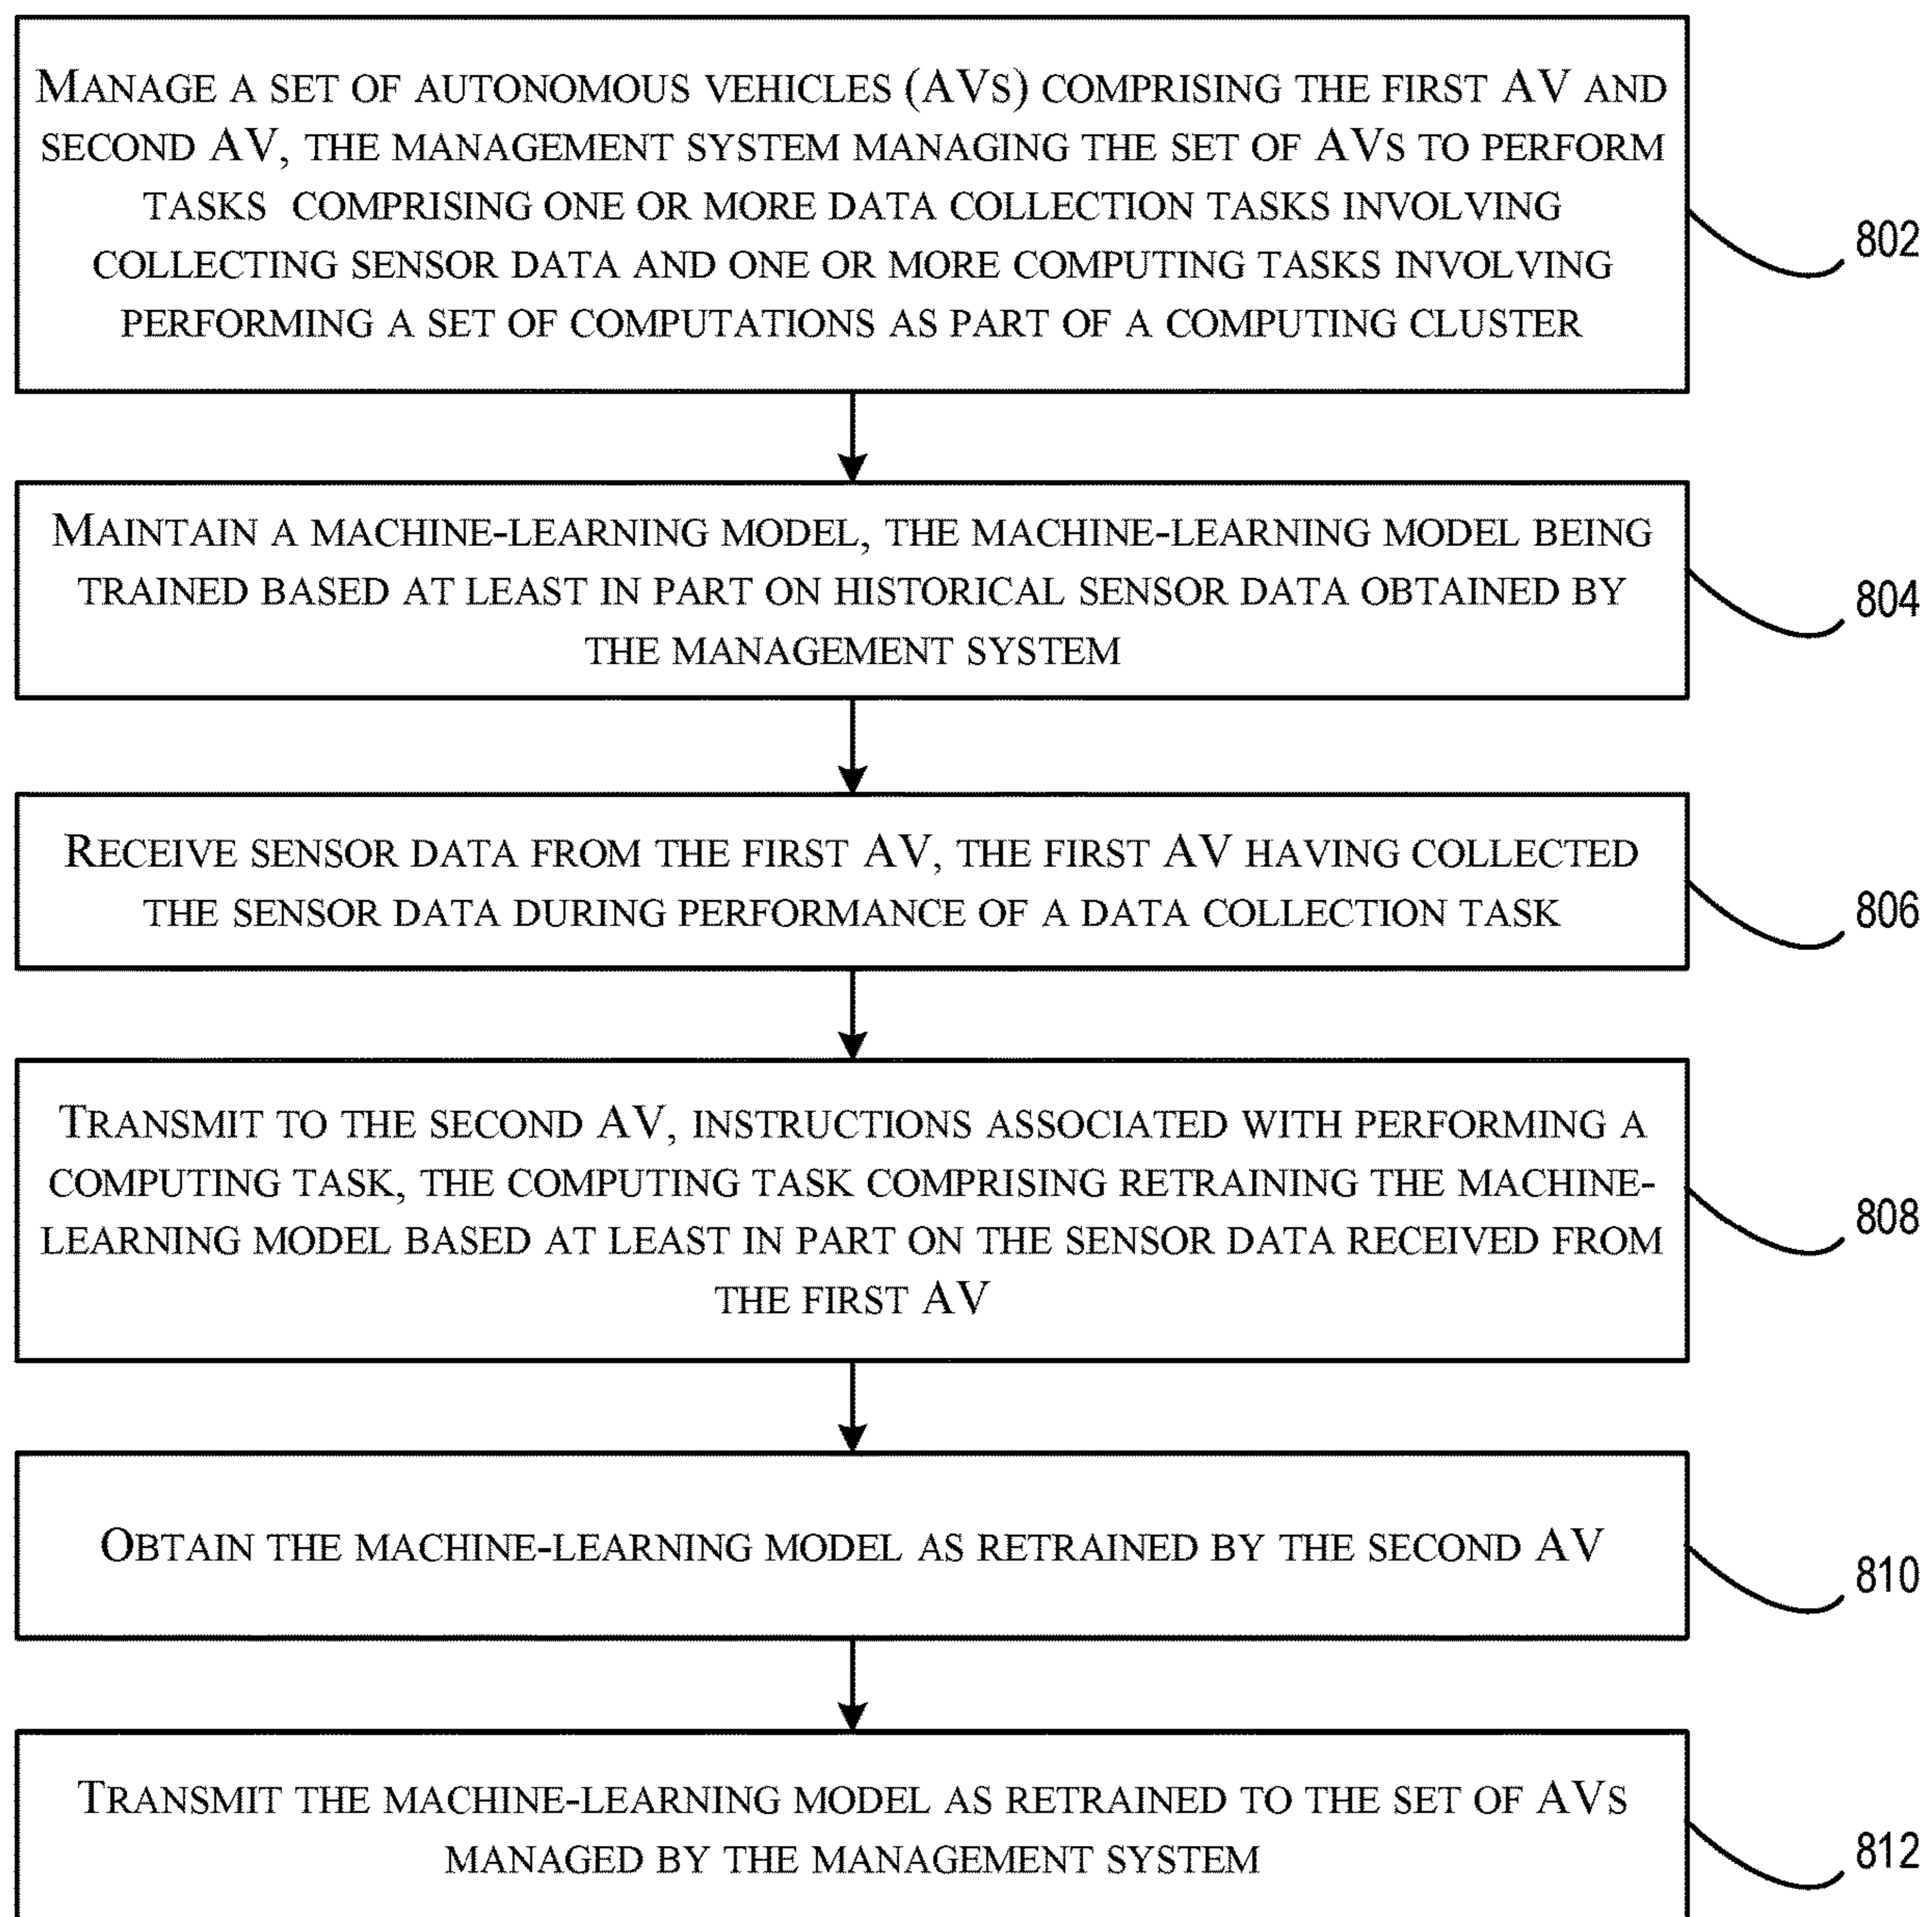 MANAGE A SET OF AUTONOMOUS VEHICLES (AVS) COMPRISING THE FIRST AV AND
SECOND AV, THE MANAGEMENT SYSTEM MANAGING THE SET OF AVS TO PERFORM
TASKS COMPRISING ONE OR MORE DATA COLLECTION TASKS INVOLVING
COLLECTING SENSOR DATA AND ONE OR MORE COMPUTING TASKS INVOLVING
PERFORMING A SET OF COMPUTATIONS AS PART OF A COMPUTING CLUSTER
802
MAINTAIN A MACHINE-LEARNING MODEL, THE MACHINE-LEARNING MODEL BEING
TRAINED BASED AT LEAST IN PART ON HISTORICAL SENSOR DATA OBTAINED BY
THE MANAGEMENT SYSTEM
804
RECEIVE SENSOR DATA FROM THE FIRST AV, THE FIRST AV HAVING COLLECTED
THE SENSOR DATA DURING PERFORMANCE OF A DATA COLLECTION TASK
806
TRANSMIT TO THE SECOND AV, INSTRUCTIONS ASSOCIATED WITH PERFORMING A
COMPUTING TASK, THE COMPUTING TASK COMPRISING RETRAINING THE MACHINE-
LEARNING MODEL BASED AT LEAST IN PART ON THE SENSOR DATA RECEIVED FROM
THE FIRST AV
808
OBTAIN THE MACHINE-LEARNING MODEL AS RETRAINED BY THE SECOND AV
810
TRANSMIT THE MACHINE-LEARNING MODEL AS RETRAINED TO THE SET OF AVS
MANAGED BY THE MANAGEMENT SYSTEM
812